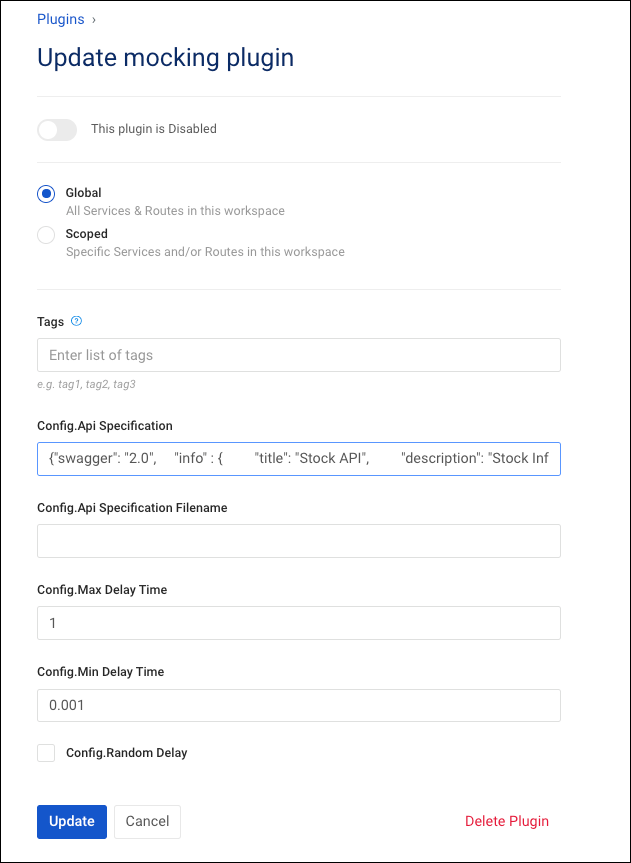 Plugins ›
Update mocking plugin
This plugin is Disabled
Global
All Services & Routes in this workspace
Scoped
Specific Services and/or Routes in this workspace
Tags ?
Enter list of tags
e.g. tag1, tag2, tag3
Config.Api Specification
{"swagger": "2.0", "info" : { "title": "Stock API", "description": "Stock Inf
Config.Api Specification Filename
Config.Max Delay Time
1
Config.Min Delay Time
0.001
Config.Random Delay
Update Cancel Delete Plugin